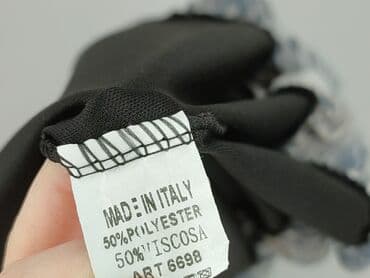 MADE IN ITALY
50% POLYESTER
50% VISCOSA
ART 6698